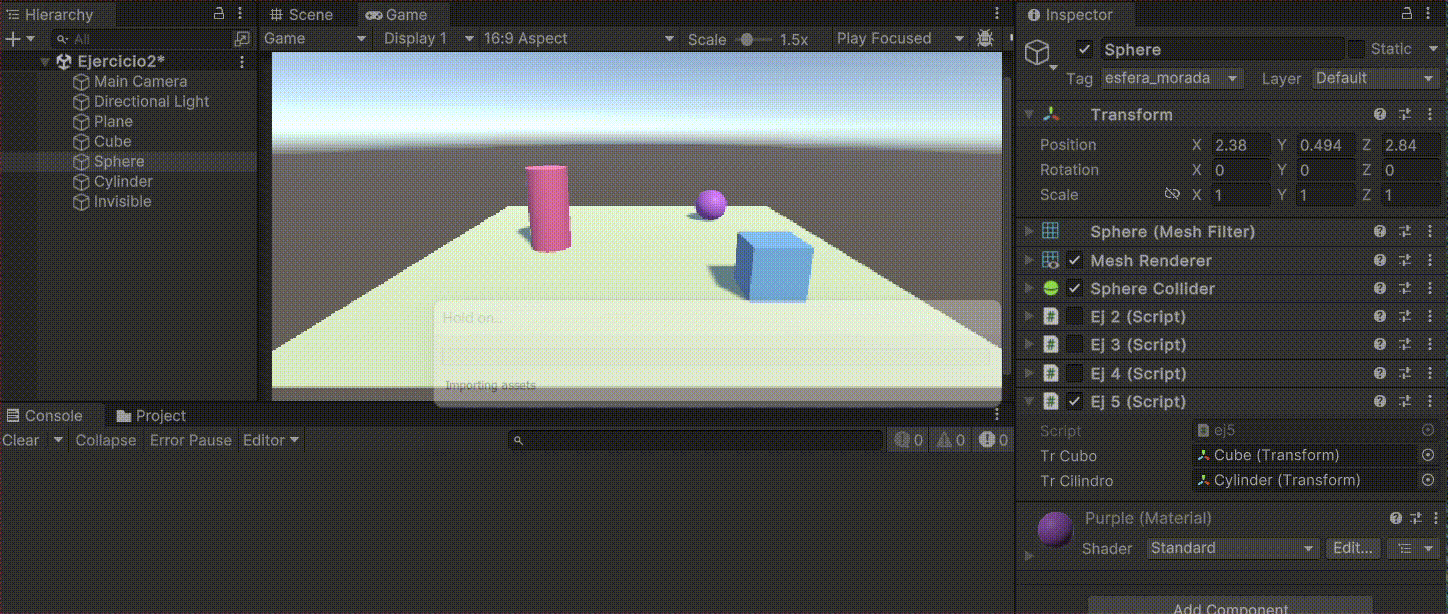 Hierarchy
All
Ejercicio2*
Main Camera
Directional Light
Plane
Cube
Sphere
Cylinder
Invisible
Scene Game
Game Display 1 16:9 Aspect Scale 1.5x Play Focused
Hold on..
Importing assets
Console Project
Clear Collapse Error Pause Editor 0 0 0
Inspector
Sphere Static
Tag esfera_morada Layer Default
Transform
Position X 2.38 Y 0.494 Z 2.84
Rotation X 0 Y 0 Z 0
Scale X 1 Y 1 Z 1
Sphere (Mesh Filter)
Mesh Renderer
Sphere Collider
# Ej 2 (Script)
# Ej 3 (Script)
# Ej 4 (Script)
# Ej 5 (Script)
Script ej5
Tr Cubo Cube (Transform)
Tr Cilindro Cylinder (Transform)
Purple (Material)
Shader Standard Edit...
Add Component